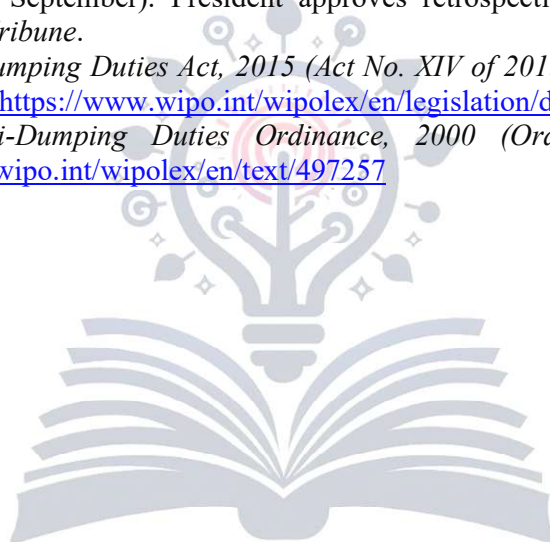 September). President approves retrospecti
ribune.
umping Duties Act, 2015 (Act No. XIV of 201
https://www.wipo.int/wipolex/en/legislation/d
i-Dumping Duties Ordinance, 2000 (Ord
wipo.int/wipolex/en/text/497257